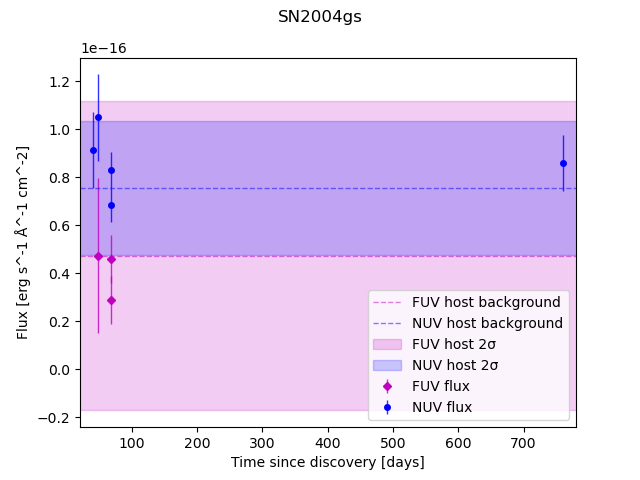 SN2004gs
1e−16
1.2
1.0
0.8
0.6
0.4
0.2
0.0
−0.2
Flux [erg s^-1 Å^-1 cm^-2]
FUV host background
NUV host background
FUV host 2σ
NUV host 2σ
FUV flux
NUV flux
100 200 300 400 500 600 700
Time since discovery [days]